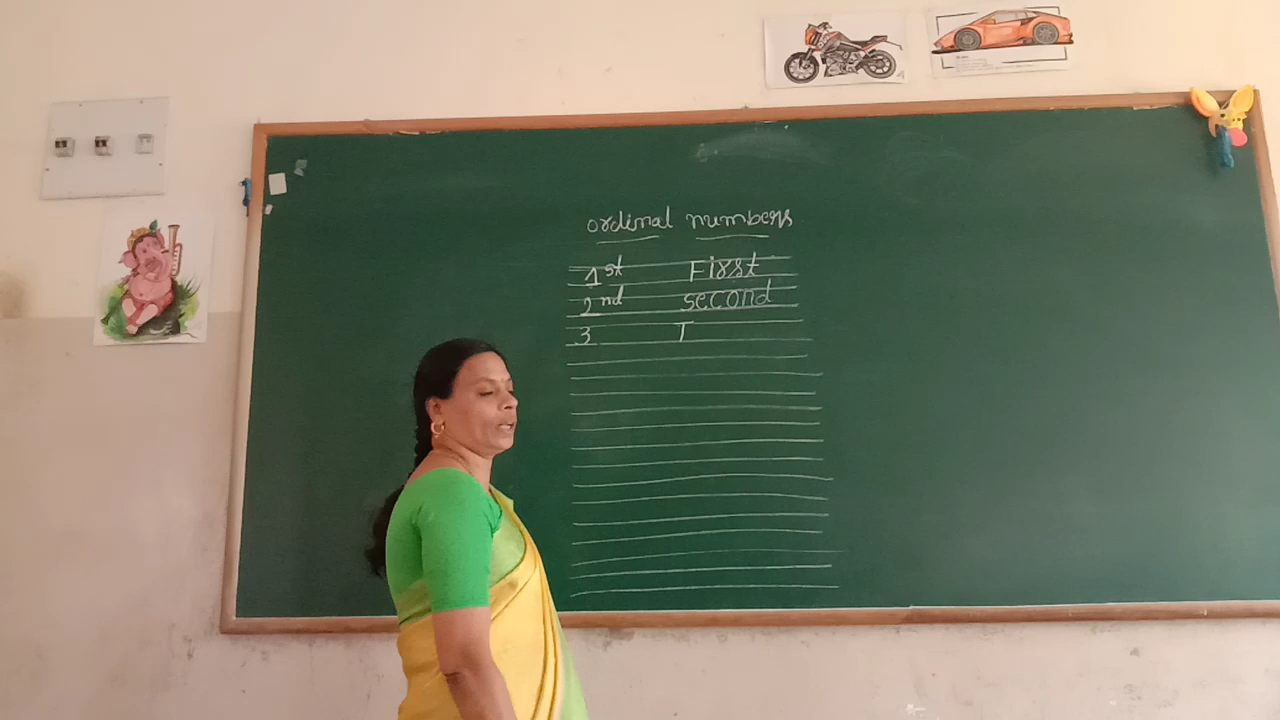 ordinal numbers
1st First
2nd second
3 T